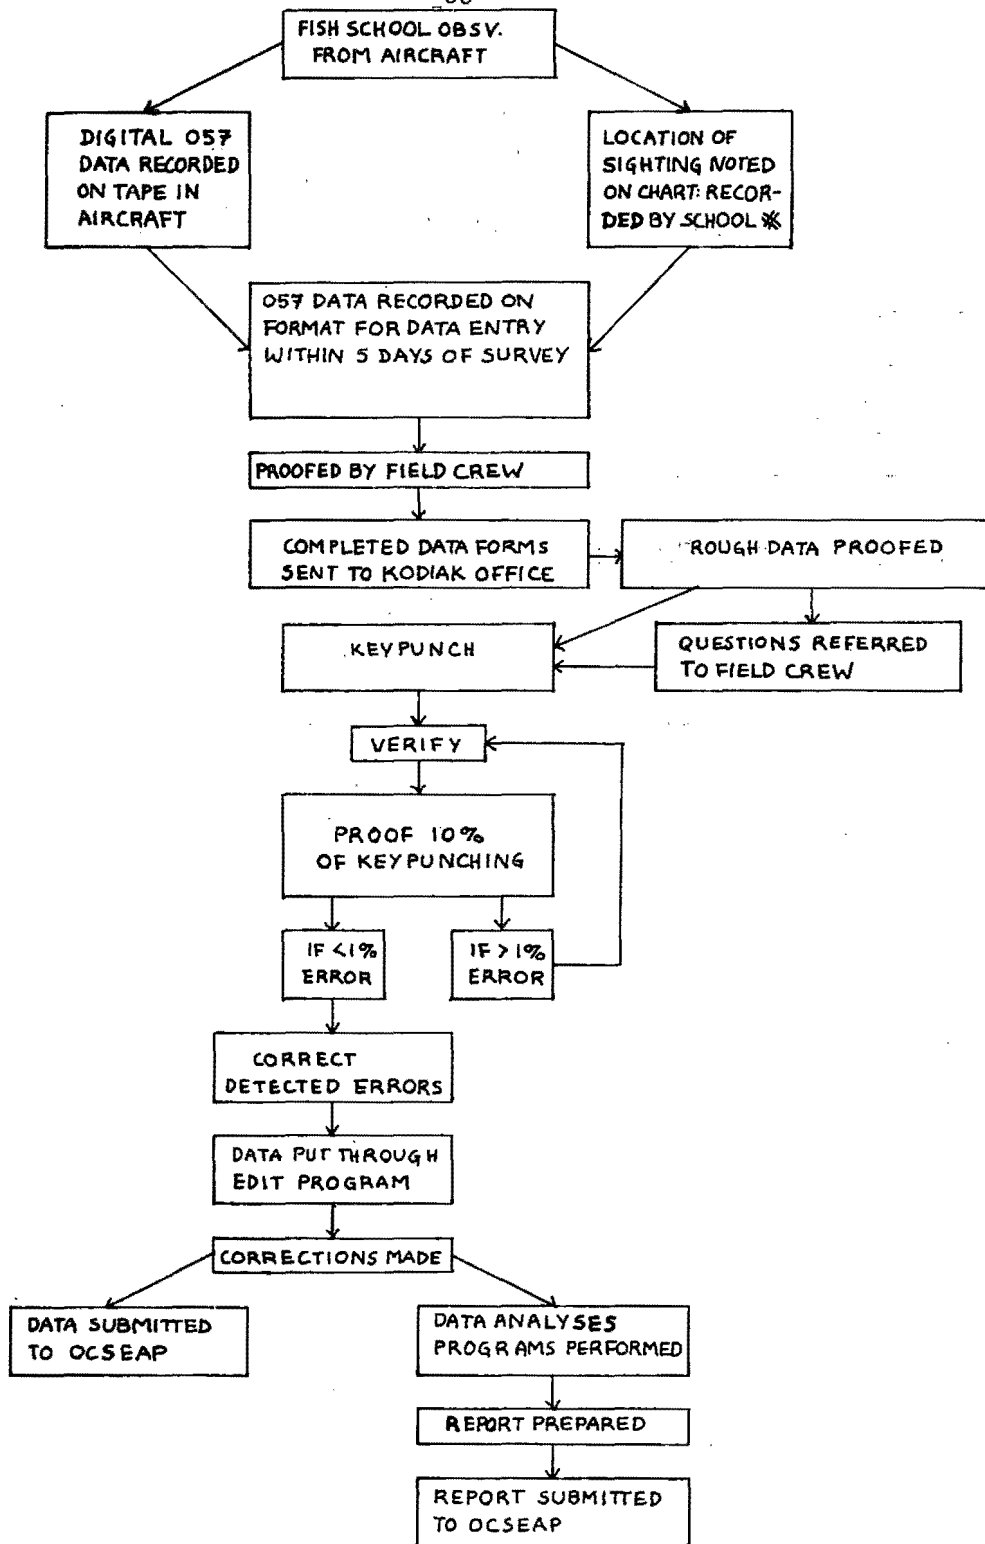 FISH SCHOOL OBSV.
FROM AIRCRAFT
DIGITAL 057
DATA RECORDED
ON TAPE IN
AIRCRAFT
LOCATION OF
SIGHTING NOTED
ON CHART: RECOR-
DED BY SCHOOL ※
057 DATA RECORDED ON
FORMAT FOR DATA ENTRY
WITHIN 5 DAYS OF SURVEY
PROOFED BY FIELD CREW
COMPLETED DATA FORMS
SENT TO KODIAK OFFICE
ROUGH DATA PROOFED
KEYPUNCH
QUESTIONS REFERRED
TO FIELD CREW
VERIFY
PROOF 10%
OF KEYPUNCHING
IF <1%
ERROR
IF >1%
ERROR
CORRECT
DETECTED ERRORS
DATA PUT THROUGH
EDIT PROGRAM
CORRECTIONS MADE
DATA SUBMITTED
TO OCSEAP
DATA ANALYSES
PROGRAMS PERFORMED
REPORT PREPARED
REPORT SUBMITTED
TO OCSEAP